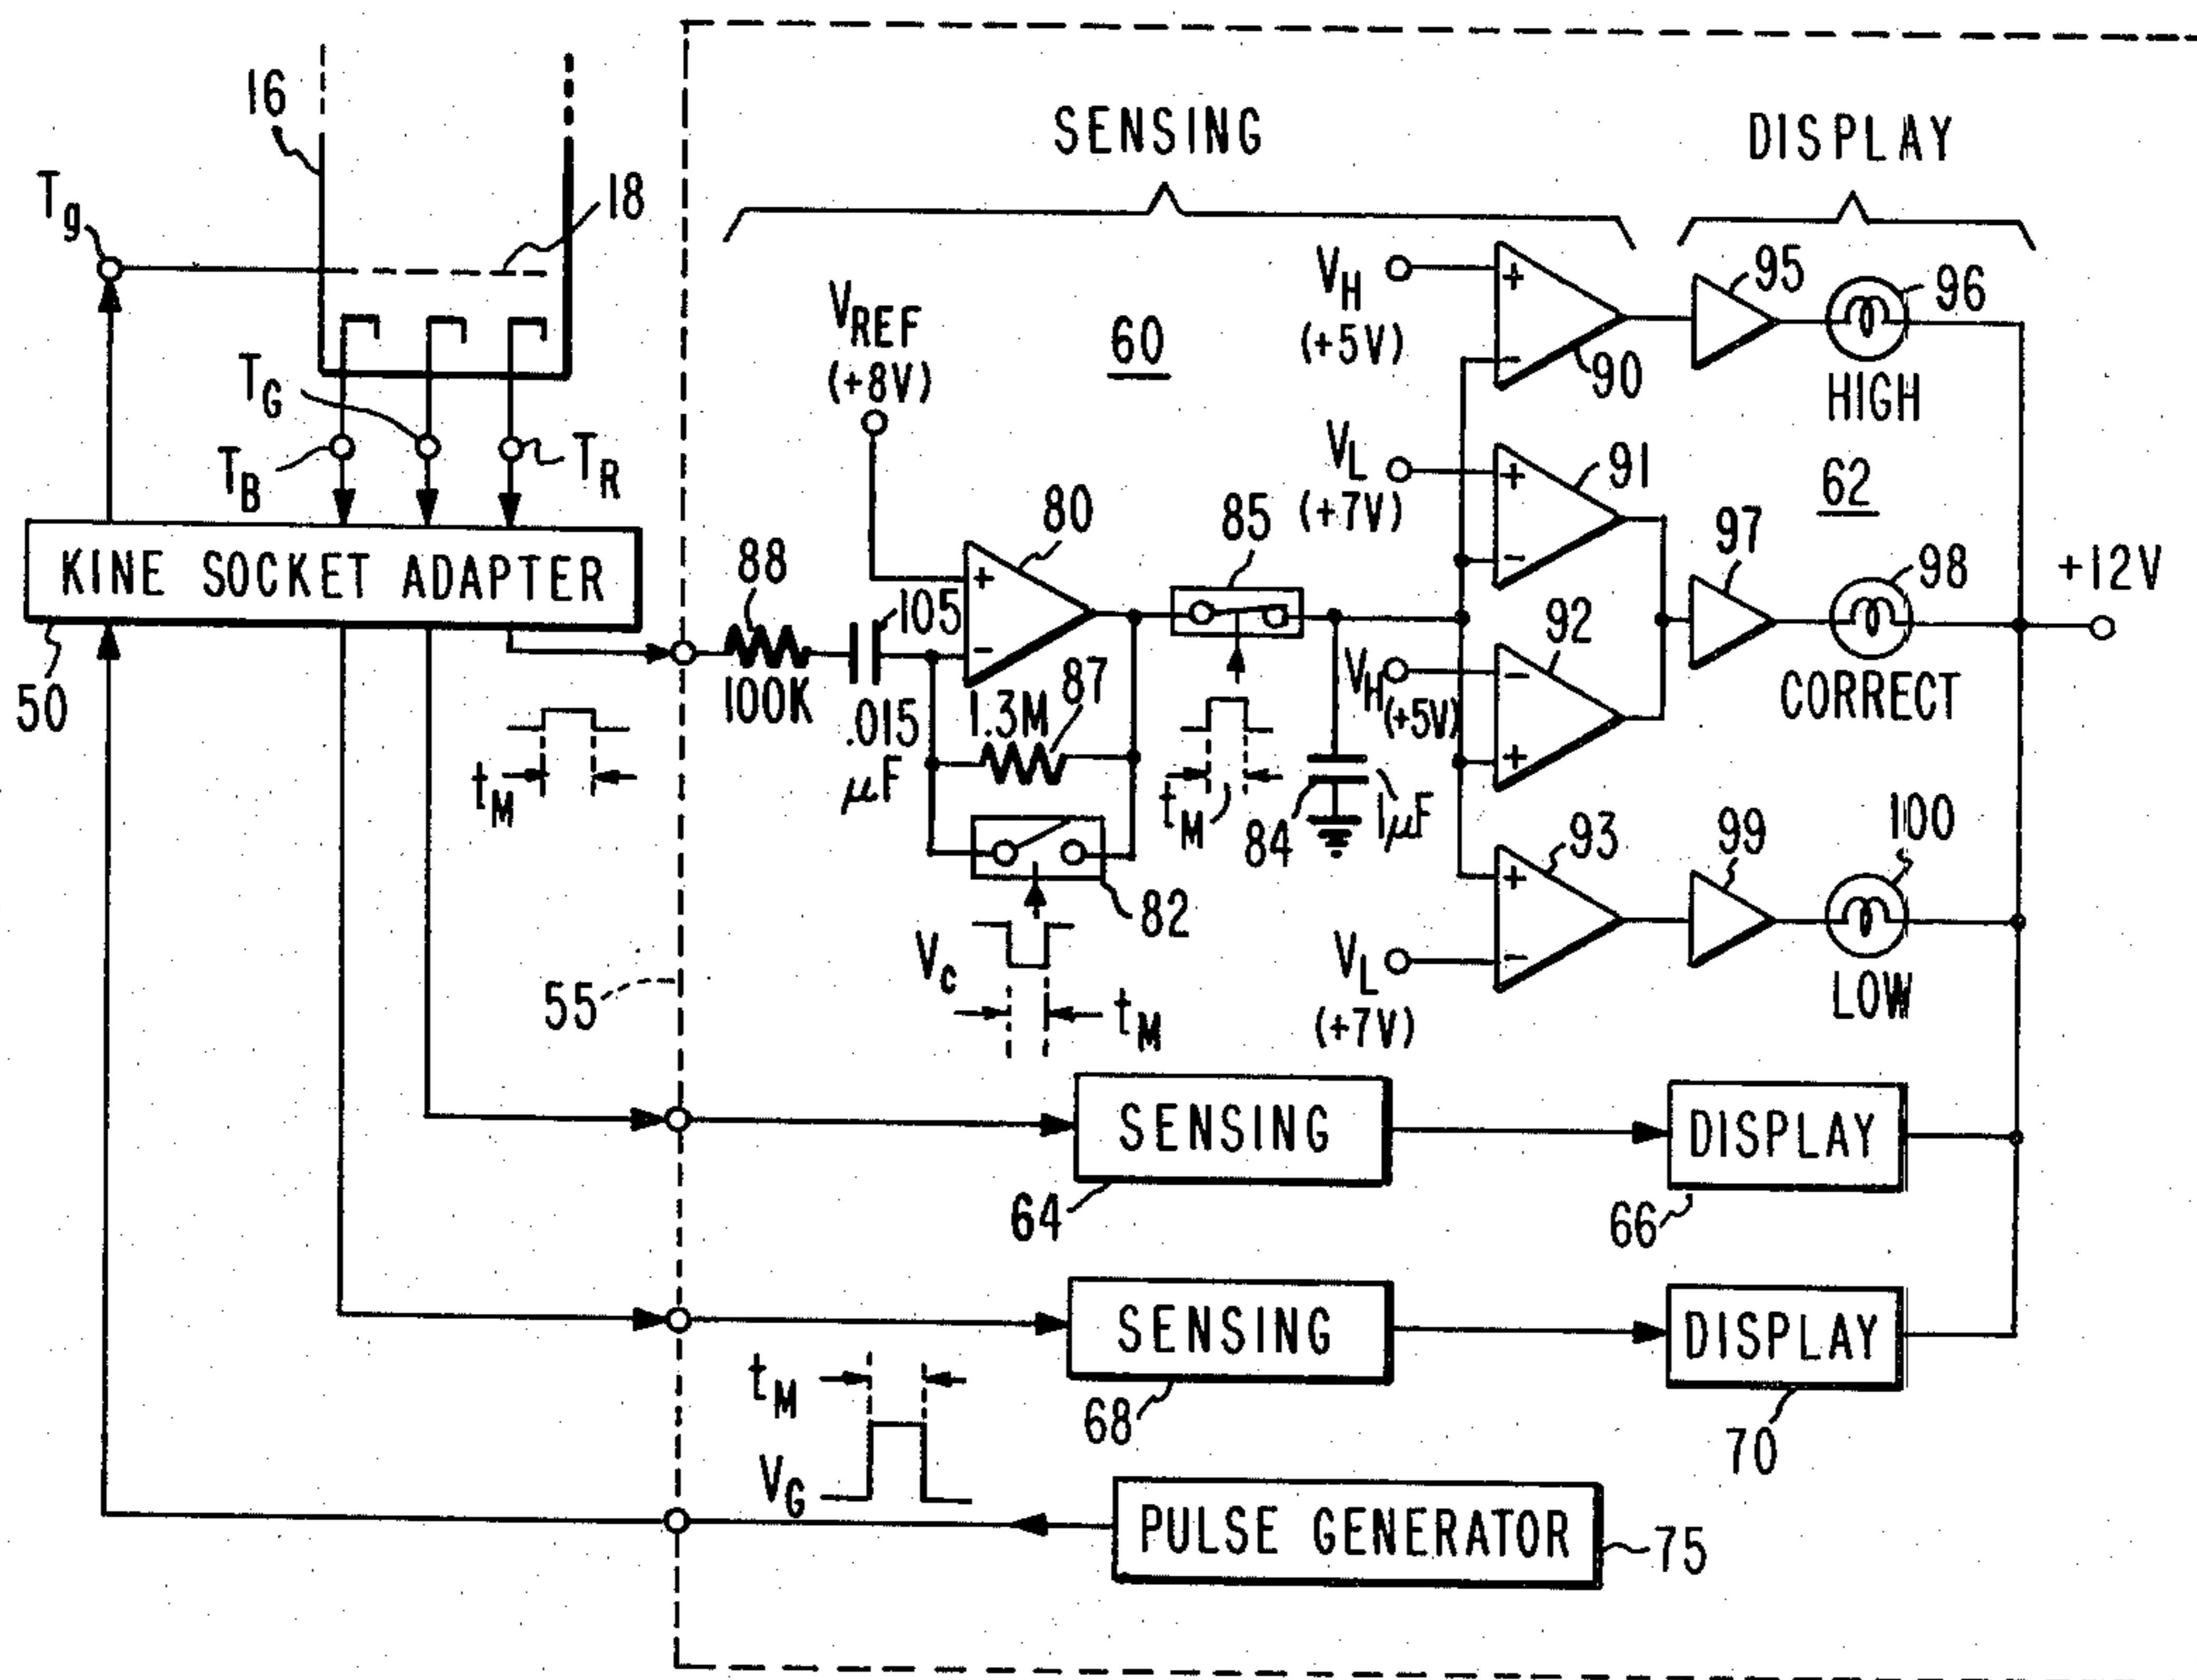 SENSING
DISPLAY
16
18
Tg
TG
TB
TR
KINE SOCKET ADAPTER
50
tM
55
VREF
(+8V)
60
88
100K
105
.015
μF
80
1.3M
87
82
Vc
tM
85
tM
84
1μF
VH
(+5V)
90
VL
(+7V)
91
VH
(+5V)
92
93
VL
(+7V)
95
96
HIGH
62
97
98
CORRECT
99
100
LOW
+12V
SENSING
64
DISPLAY
66
SENSING
68
DISPLAY
70
tM
VG
PULSE GENERATOR
75